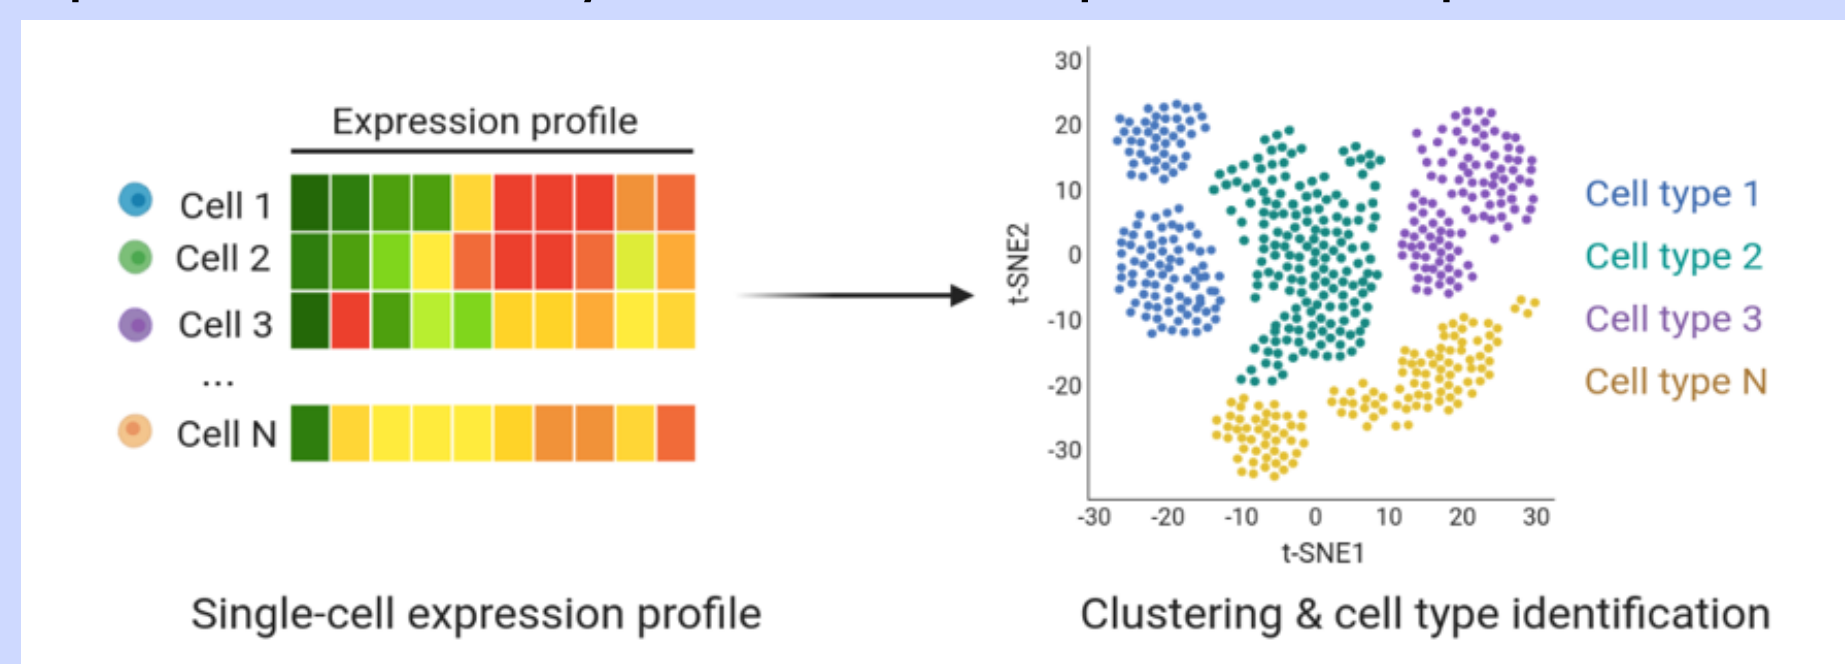 Expression profile
Cell 1
Cell 2
Cell 3
...
Cell N
Single-cell expression profile
30
20
10
0
-10
-20
-30
t-SNE2
-30 -20 -10 0 10 20 30
t-SNE1
Cell type 1
Cell type 2
Cell type 3
Cell type N
Clustering & cell type identification